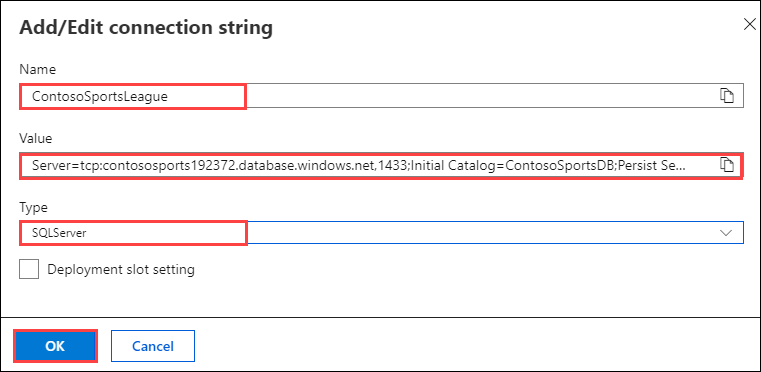 Add/Edit connection string
Name
ContosoSportsLeague
Value
Server=tcp:contososports192372.database.windows.net,1433;Initial Catalog=ContosoSportsDB;Persist Se...
Type
SQLServer
Deployment slot setting
OK
Cancel